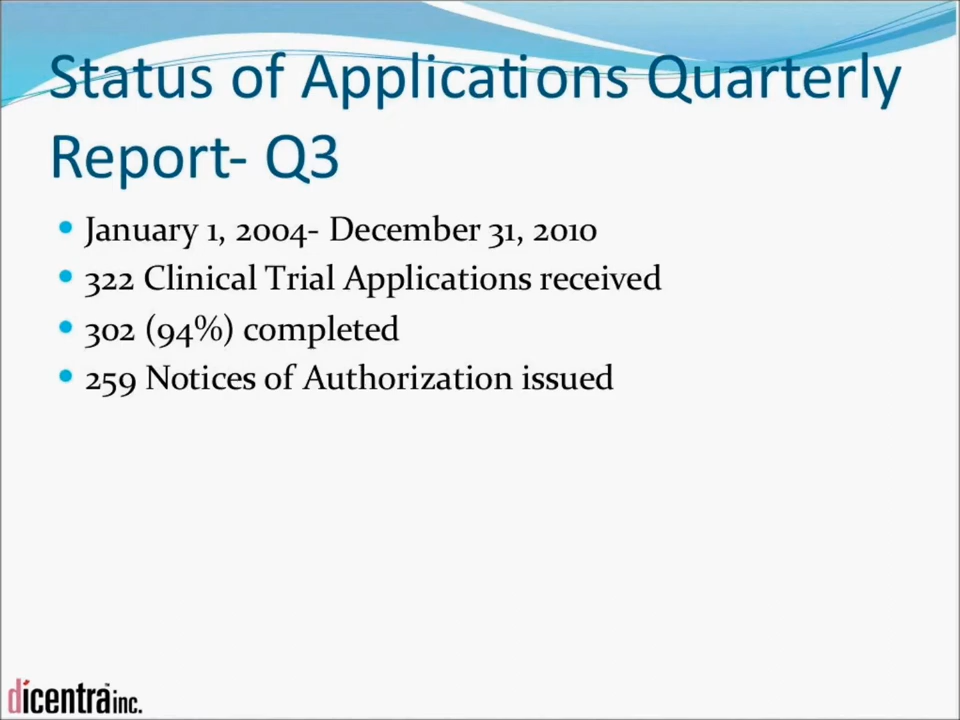 Status of Applications Quarterly
Report- Q3
• January 1, 2004- December 31, 2010
• 322 Clinical Trial Applications received
• 302 (94%) completed
• 259 Notices of Authorization issued
dicentra™ inc.